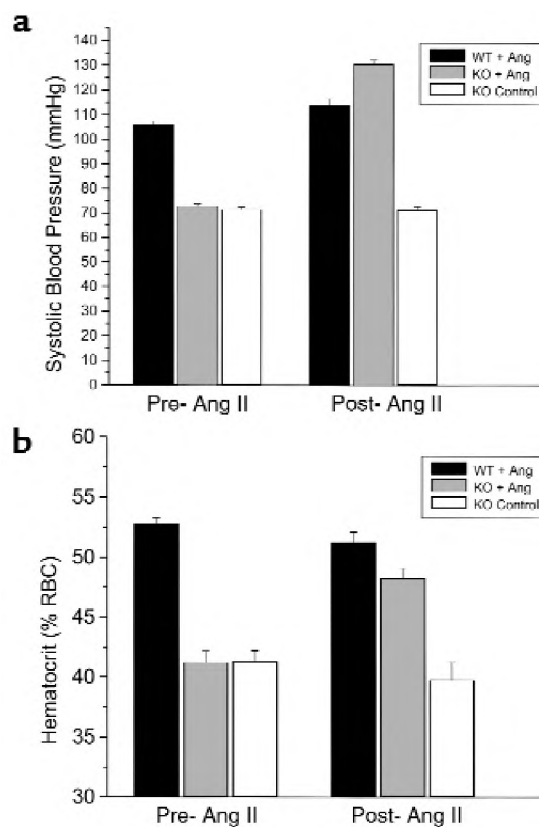 a
Systolic Blood Pressure (mmHg)
140
130
120
110
100
90
80
70
60
50
40
30
20
10
0
WT + Ang
KO + Ang
KO Control
Pre- Ang II
Post- Ang II
b
Hematocrit (% RBC)
60
55
50
45
40
35
30
WT + Ang
KO + Ang
KO Control
Pre- Ang II
Post- Ang II